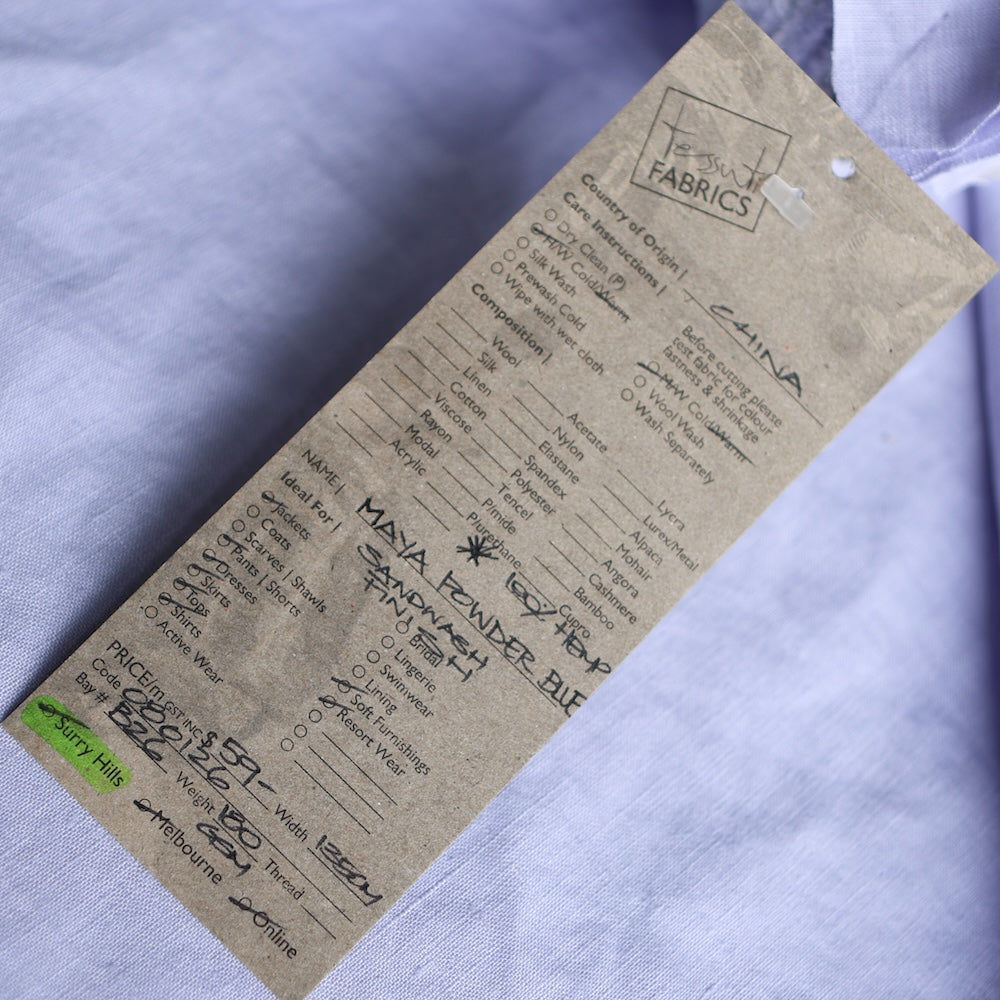 Tessuti
FABRICS
Country of Origin | CHINA
Care Instructions |
Before cutting please
test fabric for colour
fastness & shrinkage
Dry Clean (P)
H/W Cold/Warm
Silk Wash
Prewash Cold
Wipe with wet cloth
M/W Cold/Warm
Wool Wash
Wash Separately
Composition |
Wool
Silk
Linen
Cotton
Viscose
Rayon
Modal
Acrylic
Acetate
Nylon
Elastane
Spandex
Polyester
Tencel
P/mide
P/urethane
Lycra
Lurex/Metal
Alpaca
Mohair
Angora
Cashmere
Bamboo
Cupro
100% HEMP
NAME | MAYA POWDER BLUE
SANDWASH
FINISH
Ideal For |
Jackets
Coats
Scarves | Shawls
Pants | Shorts
Dresses
Skirts
Tops
Shirts
Active Wear
Bridal
Lingerie
Swimwear
Lining
Soft Furnishings
Resort Wear
PRICE/m GST INC $59-
Code 080126 Width 135CM
Bay # B26 Weight GSM Thread
Surry Hills Melbourne Online